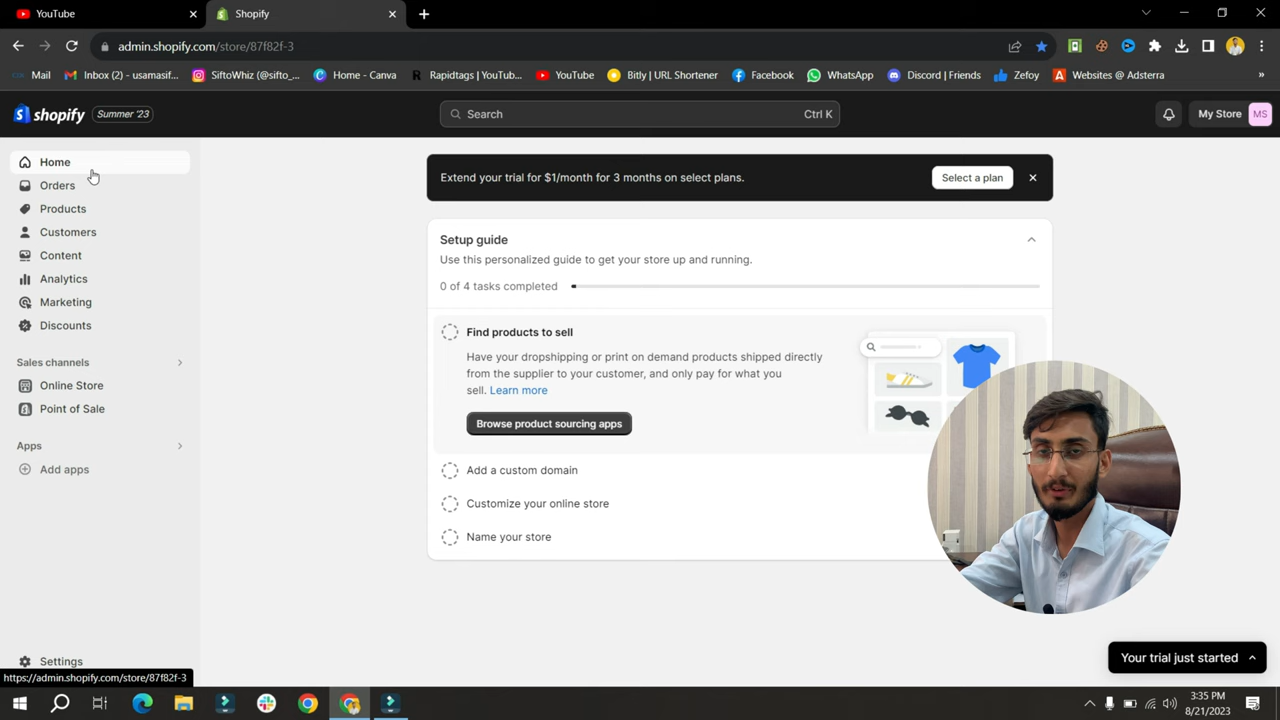 YouTube
Shopify
admin.shopify.com/store/87f82f-3
Mail
Inbox (2) - usamasif...
SiftoWhiz (@sifto_...
Home - Canva
Rapidtags | YouTub...
YouTube
Bitly | URL Shortener
Facebook
WhatsApp
Discord | Friends
Zefoy
Websites @ Adsterra
»
shopify
Summer '23
Search
Ctrl K
My Store
MS
Home
Orders
Products
Customers
Content
Analytics
Marketing
Discounts
Sales channels
Online Store
Point of Sale
Apps
Add apps
Settings
https://admin.shopify.com/store/87f82f-3
Extend your trial for $1/month for 3 months on select plans.
Select a plan
Setup guide
Use this personalized guide to get your store up and running.
0 of 4 tasks completed
Find products to sell
Have your dropshipping or print on demand products shipped directly
from the supplier to your customer, and only pay for what you
sell. Learn more
Browse product sourcing apps
Add a custom domain
Customize your online store
Name your store
Your trial just started
3:35 PM
8/21/2023